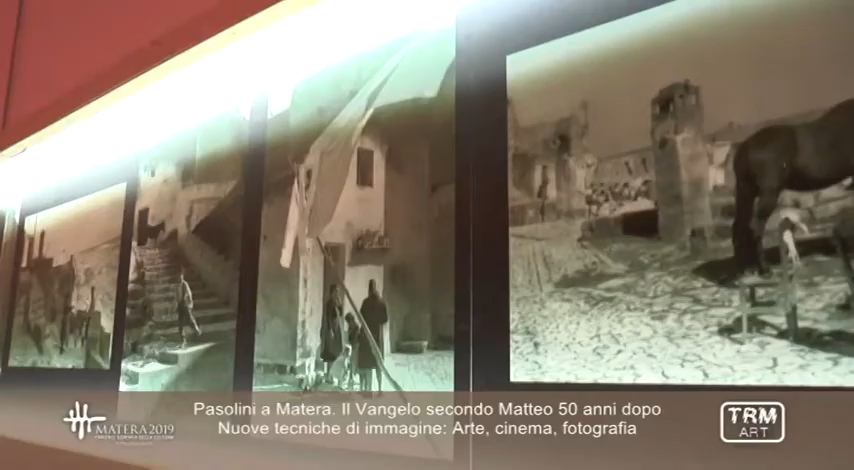 Pasolini a Matera. Il Vangelo secondo Matteo 50 anni dopo
Nuove tecniche di immagine: Arte, cinema, fotografia
MATERA 2019
TRM
ART